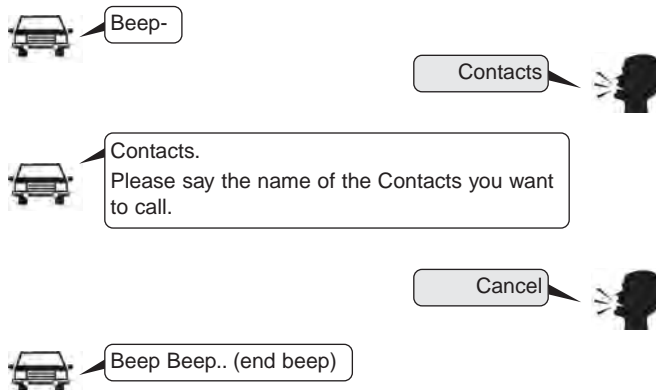 Beep-
Contacts
Contacts.
Please say the name of the Contacts you want
to call.
Cancel
Beep Beep.. (end beep)